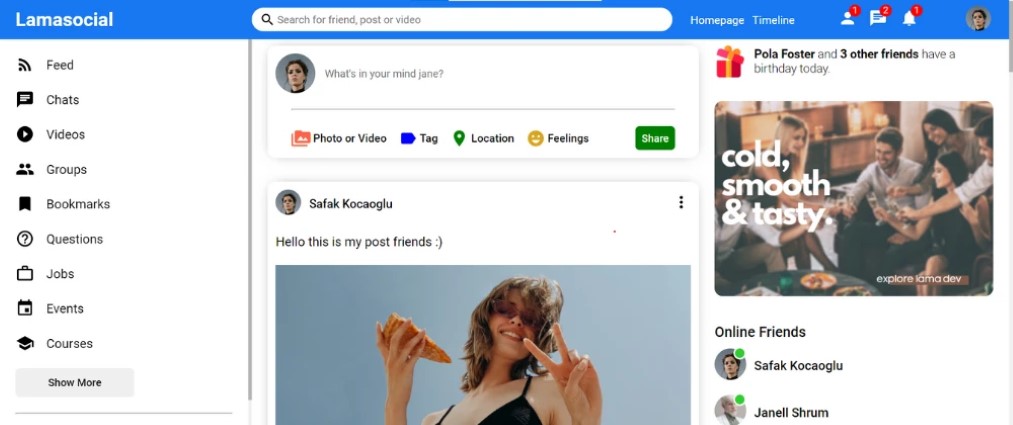 Lamasocial
Search for friend, post or video
Homepage Timeline
1
2
1
Feed
Chats
Videos
Groups
Bookmarks
Questions
Jobs
Events
Courses
Show More
What's in your mind jane?
Photo or Video
Tag
Location
Feelings
Share
Safak Kocaoglu
Hello this is my post friends :)
Pola Foster and 3 other friends have a
birthday today.
cold,
smooth
& tasty.
explore lama dev
Online Friends
Safak Kocaoglu
Janell Shrum